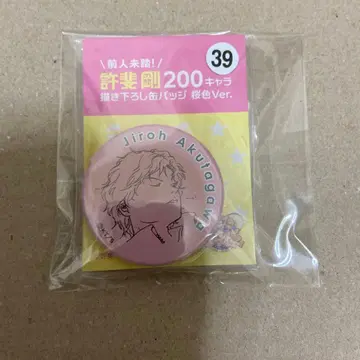 \前人未踏!/
39
許斐剛200キャラ
描き下ろし缶バッジ 桜色Ver.
Jiroh Akutagawa